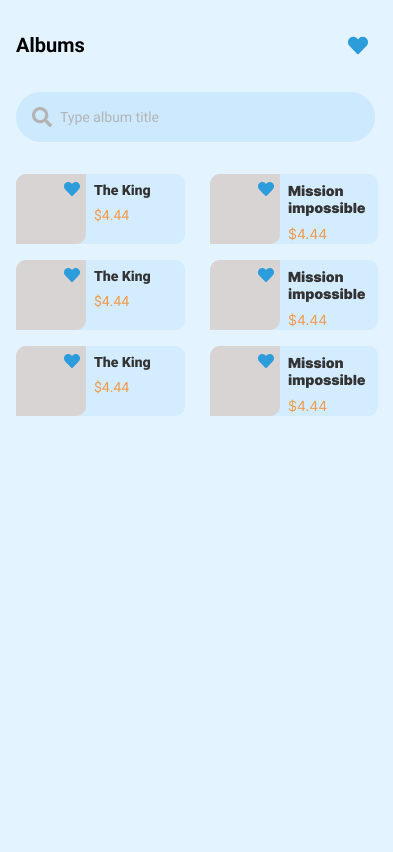 Albums
Type album title
The King
$4.44
Mission
impossible
$4.44
The King
$4.44
Mission
impossible
$4.44
The King
$4.44
Mission
impossible
$4.44